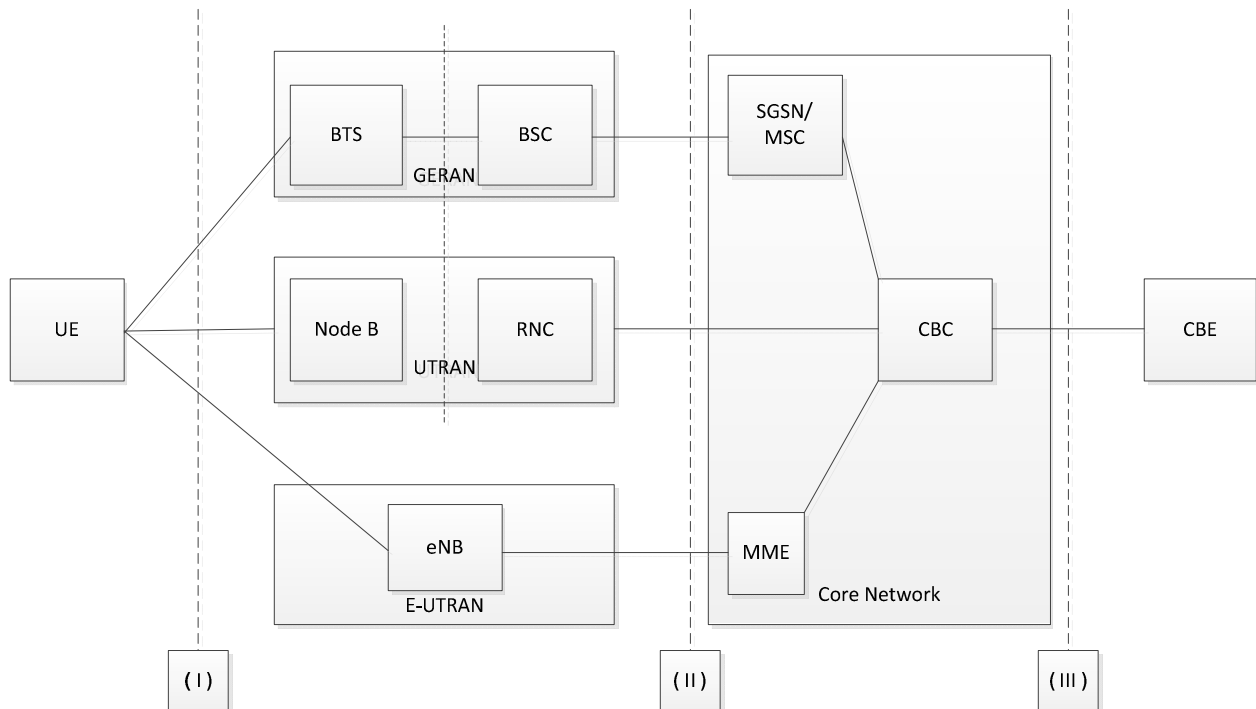 BTS
BSC
GERAN
SGSN/
MSC
UE
Node B
RNC
UTRAN
CBC
CBE
eNB
E-UTRAN
MME
Core Network
( I )
( II )
( III )